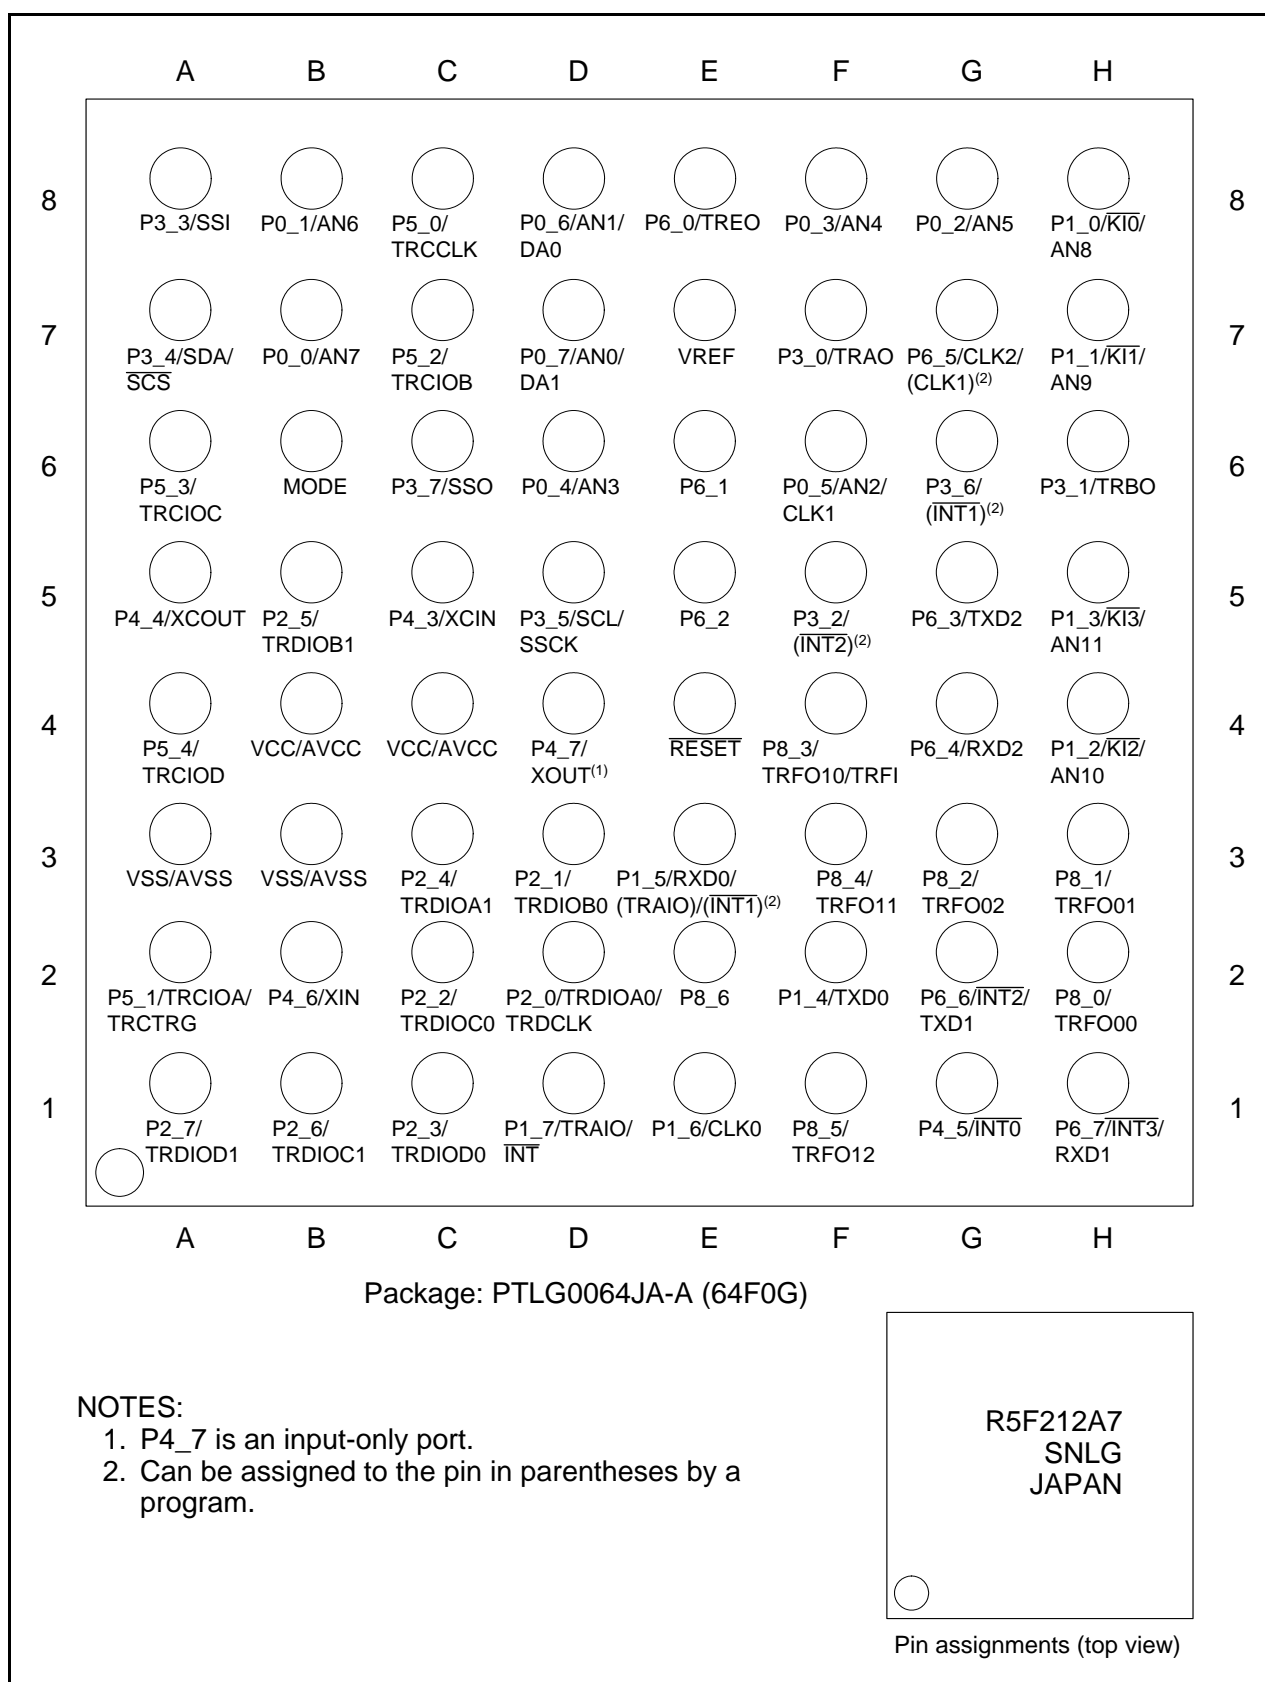 A B C D E F G H
8 8
P3_3/SSI P0_1/AN6 P5_0/ P0_6/AN1/ P6_0/TREO P0_3/AN4 P0_2/AN5 P1_0/KI0/
TRCCLK DA0 AN8
7 7
P3_4/SDA/ P0_0/AN7 P5_2/ P0_7/AN0/ VREF P3_0/TRAO P6_5/CLK2/ P1_1/KI1/
SCS TRCIOB DA1 (CLK1)(2) AN9
6 6
P5_3/ MODE P3_7/SSO P0_4/AN3 P6_1 P0_5/AN2/ P3_6/ P3_1/TRBO
TRCIOC CLK1 (INT1)(2)
5 5
P4_4/XCOUT P2_5/ P4_3/XCIN P3_5/SCL/ P6_2 P3_2/ P6_3/TXD2 P1_3/KI3/
TRDIOB1 SSCK (INT2)(2) AN11
4 4
P5_4/ VCC/AVCC VCC/AVCC P4_7/ RESET P8_3/ P6_4/RXD2 P1_2/KI2/
TRCIOD XOUT(1) TRFO10/TRFI AN10
3 3
VSS/AVSS VSS/AVSS P2_4/ P2_1/ P1_5/RXD0/ P8_4/ P8_2/ P8_1/
TRDIOA1 TRDIOB0 (TRAIO)/(INT1)(2) TRFO11 TRFO02 TRFO01
2 2
P5_1/TRCIOA/ P4_6/XIN P2_2/ P2_0/TRDIOA0/ P8_6 P1_4/TXD0 P6_6/INT2/ P8_0/
TRCTRG TRDIOC0 TRDCLK TXD1 TRFO00
1 1
P2_7/ P2_6/ P2_3/ P1_7/TRAIO/ P1_6/CLK0 P8_5/ P4_5/INT0 P6_7/INT3/
TRDIOD1 TRDIOC1 TRDIOD0 INT TRFO12 RXD1
A B C D E F G H
Package: PTLG0064JA-A (64F0G)
NOTES:
1. P4_7 is an input-only port.
2. Can be assigned to the pin in parentheses by a
program.
R5F212A7
SNLG
JAPAN
Pin assignments (top view)